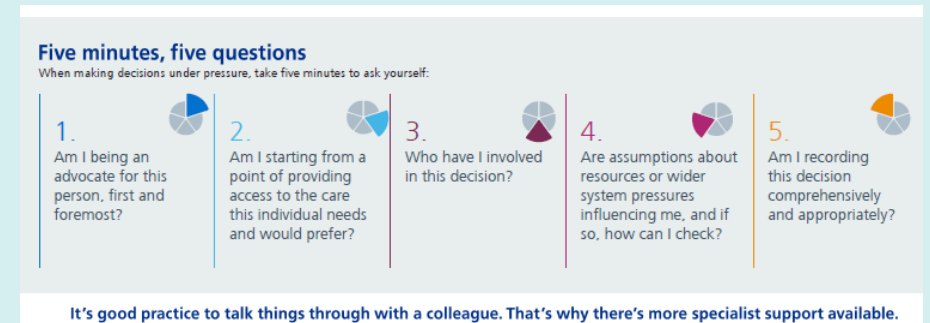 Five minutes, five questions
When making decisions under pressure, take five minutes to ask yourself:
1.
Am I being an
advocate for this
person, first and
foremost?
2.
Am I starting from a
point of providing
access to the care
this individual needs
and would prefer?
3.
Who have I involved
in this decision?
4.
Are assumptions about
resources or wider
system pressures
influencing me, and if
so, how can I check?
5.
Am I recording
this decision
comprehensively
and appropriately?
It's good practice to talk things through with a colleague. That's why there's more specialist support available.